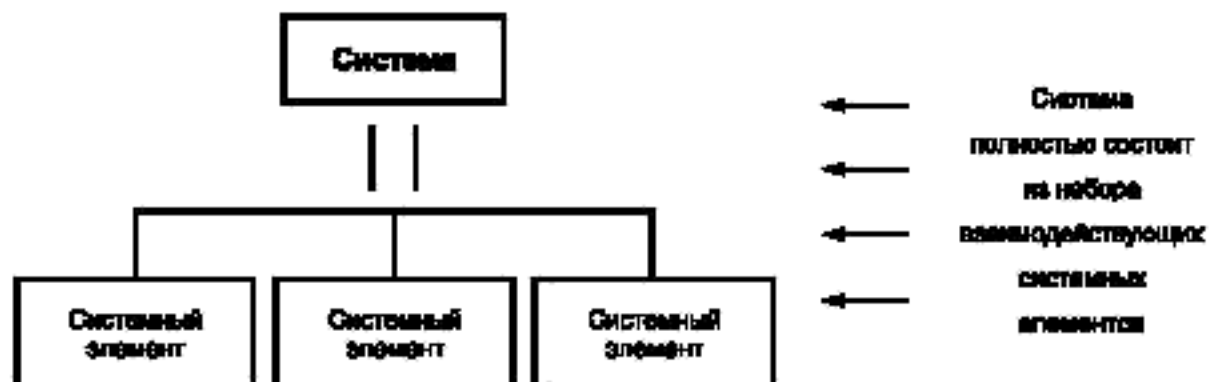 Система
Система
полностью состоит
из набора
взаимодействующих
системных
элементов
Системный
элемент
Системный
элемент
Системный
элемент